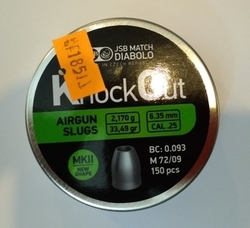 JSB MATCH
DIABOLO
KnockOut
AIRGUN
SLUGS
2,170 g
33,49 gr
6.35 mm
CAL .25
MKII
NEW
SHAPE
BC: 0.093
M 72/09
150 pcs